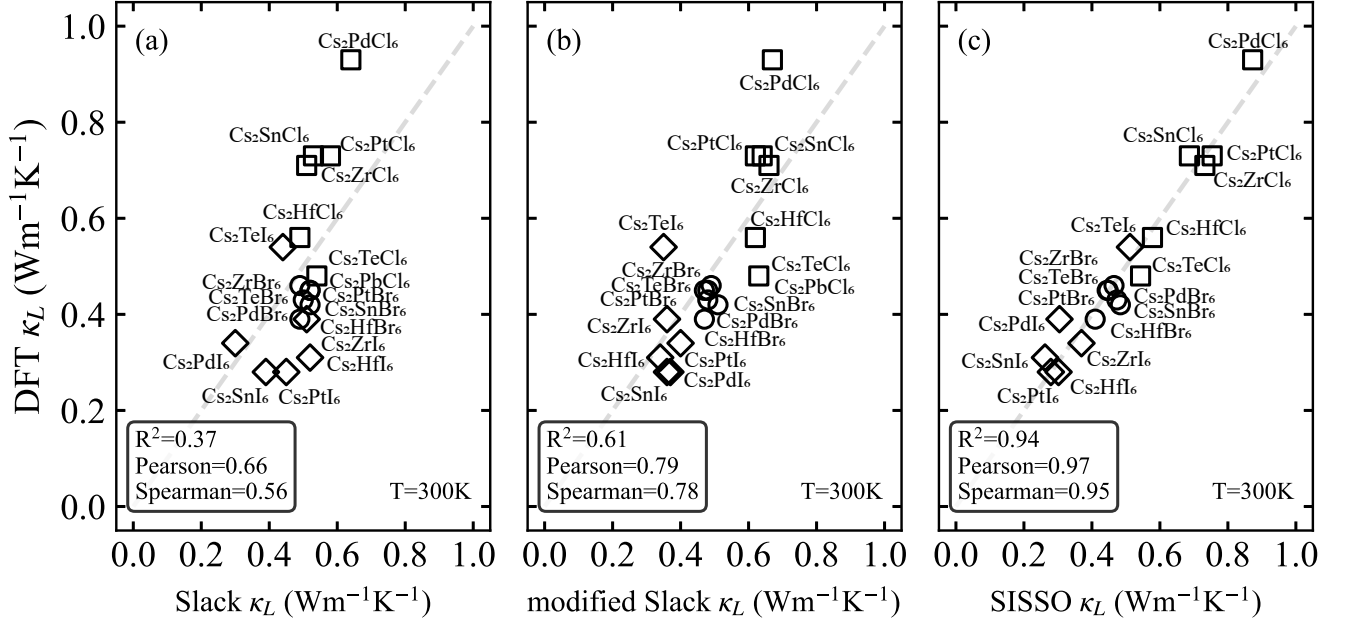 DFT κL (Wm⁻¹K⁻¹)
1.0
0.8
0.6
0.4
0.2
0.0
(a)
Cs₂PdCl₆
Cs₂SnCl₆
Cs₂PtCl₆
Cs₂ZrCl₆
Cs₂HfCl₆
Cs₂TeI₆
Cs₂TeCl₆
Cs₂ZrBr₆
Cs₂PbCl₆
Cs₂TeBr₆
Cs₂PtBr₆
Cs₂PdBr₆
Cs₂SnBr₆
Cs₂HfBr₆
Cs₂ZrI₆
Cs₂PdI₆
Cs₂HfI₆
Cs₂SnI₆
Cs₂PtI₆
R²=0.37
Pearson=0.66
Spearman=0.56
T=300K
0.0 0.2 0.4 0.6 0.8 1.0
Slack κL (Wm⁻¹K⁻¹)
(b)
Cs₂PdCl₆
Cs₂PtCl₆
Cs₂SnCl₆
Cs₂ZrCl₆
Cs₂HfCl₆
Cs₂TeI₆
Cs₂TeCl₆
Cs₂ZrBr₆
Cs₂TeBr₆
Cs₂PbCl₆
Cs₂PtBr₆
Cs₂SnBr₆
Cs₂ZrI₆
Cs₂PdBr₆
Cs₂HfBr₆
Cs₂HfI₆
Cs₂PtI₆
Cs₂PdI₆
Cs₂SnI₆
R²=0.61
Pearson=0.79
Spearman=0.78
T=300K
0.0 0.2 0.4 0.6 0.8 1.0
modified Slack κL (Wm⁻¹K⁻¹)
(c)
Cs₂PdCl₆
Cs₂SnCl₆
Cs₂PtCl₆
Cs₂ZrCl₆
Cs₂TeI₆
Cs₂HfCl₆
Cs₂ZrBr₆
Cs₂TeCl₆
Cs₂TeBr₆
Cs₂PtBr₆
Cs₂PdBr₆
Cs₂SnBr₆
Cs₂PdI₆
Cs₂HfBr₆
Cs₂SnI₆
Cs₂ZrI₆
Cs₂HfI₆
Cs₂PtI₆
R²=0.94
Pearson=0.97
Spearman=0.95
T=300K
0.0 0.2 0.4 0.6 0.8 1.0
SISSO κL (Wm⁻¹K⁻¹)